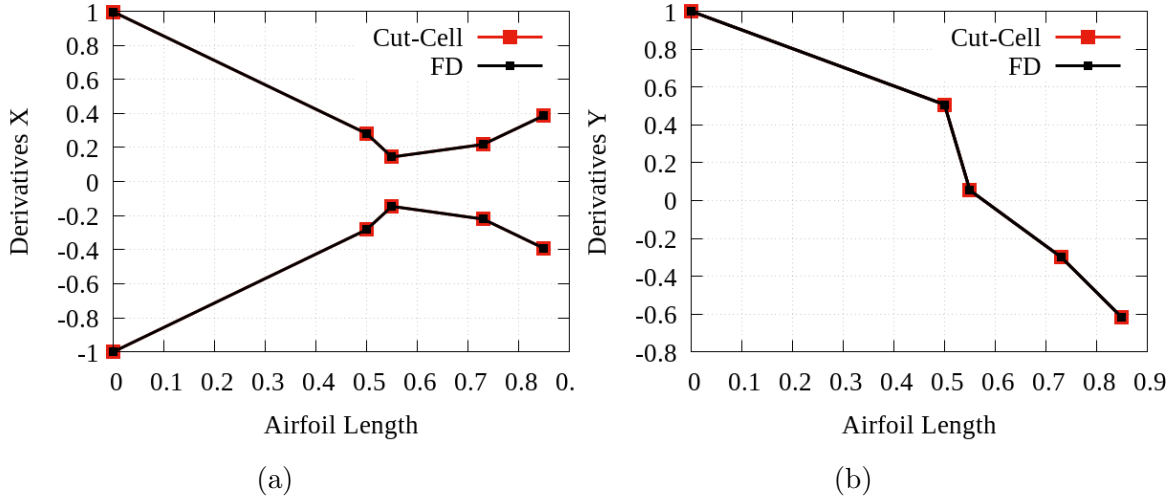 1
0.8
0.6
0.4
0.2
0
-0.2
-0.4
-0.6
-0.8
-1
Derivatives X
Cut-Cell
FD
0 0.1 0.2 0.3 0.4 0.5 0.6 0.7 0.8 0.
Airfoil Length
(a)
1
0.8
0.6
0.4
0.2
0
-0.2
-0.4
-0.6
-0.8
Derivatives Y
Cut-Cell
FD
0 0.1 0.2 0.3 0.4 0.5 0.6 0.7 0.8 0.9
Airfoil Length
(b)